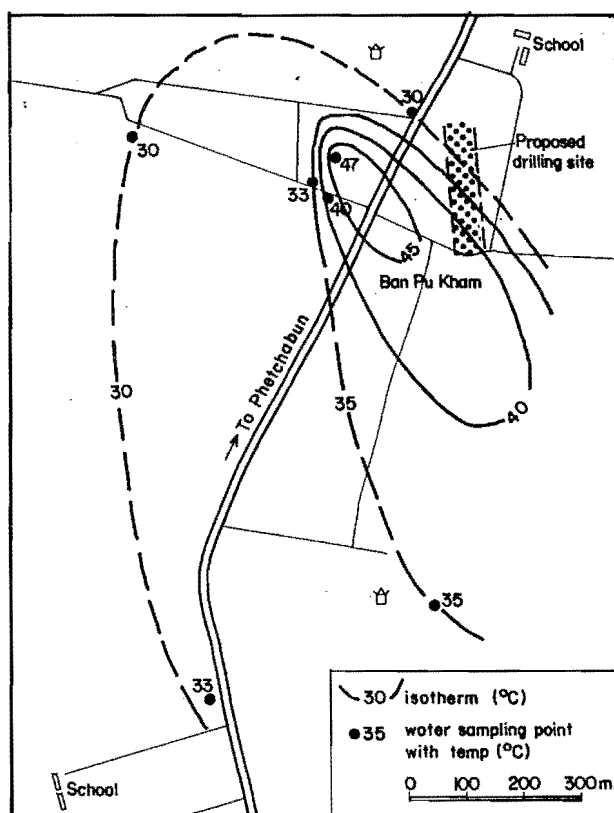 School
30
Proposed
drilling site
30
47
33
40
45
Ban Pu Kham
To Phetchabun
30
35
40
35
33
School
30 isotherm (°C)
35 water sampling point
with temp (°C)
0 100 200 300 m.